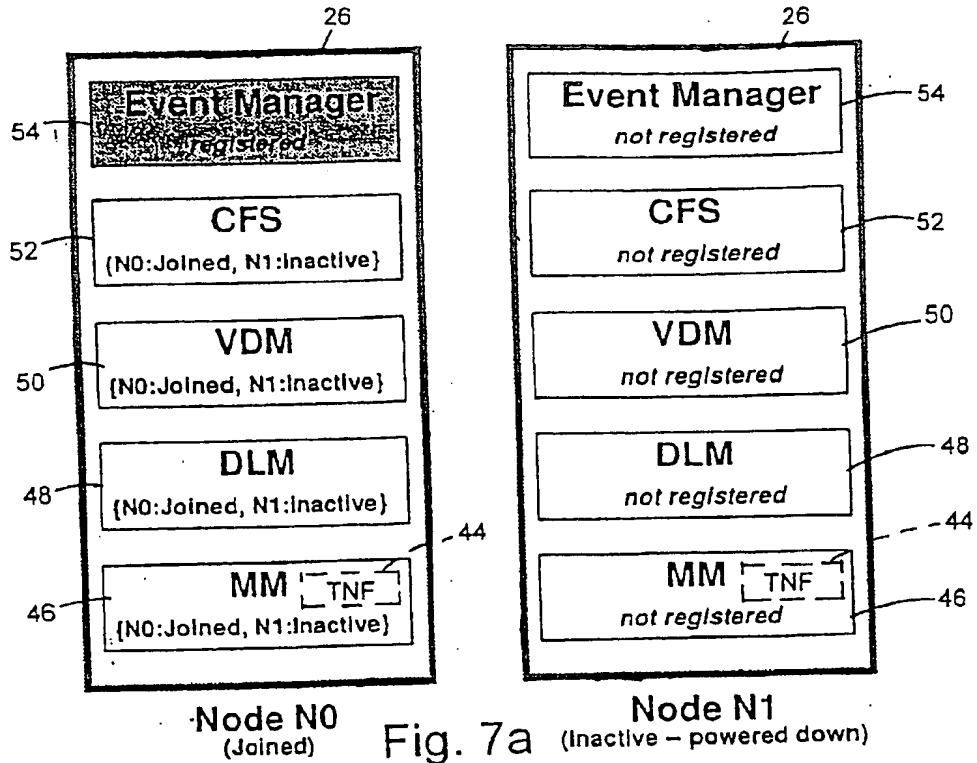 26
Event Manager
registered
54
CFS
{N0:Joined, N1:Inactive}
52
VDM
{N0:Joined, N1:Inactive}
50
DLM
{N0:Joined, N1:Inactive}
48
44
MM
TNF
{N0:Joined, N1:Inactive}
46
Node N0
(Joined)
26
Event Manager
not registered
54
CFS
not registered
52
VDM
not registered
50
DLM
not registered
48
44
MM
TNF
not registered
46
Node N1
(Inactive – powered down)
Fig. 7a